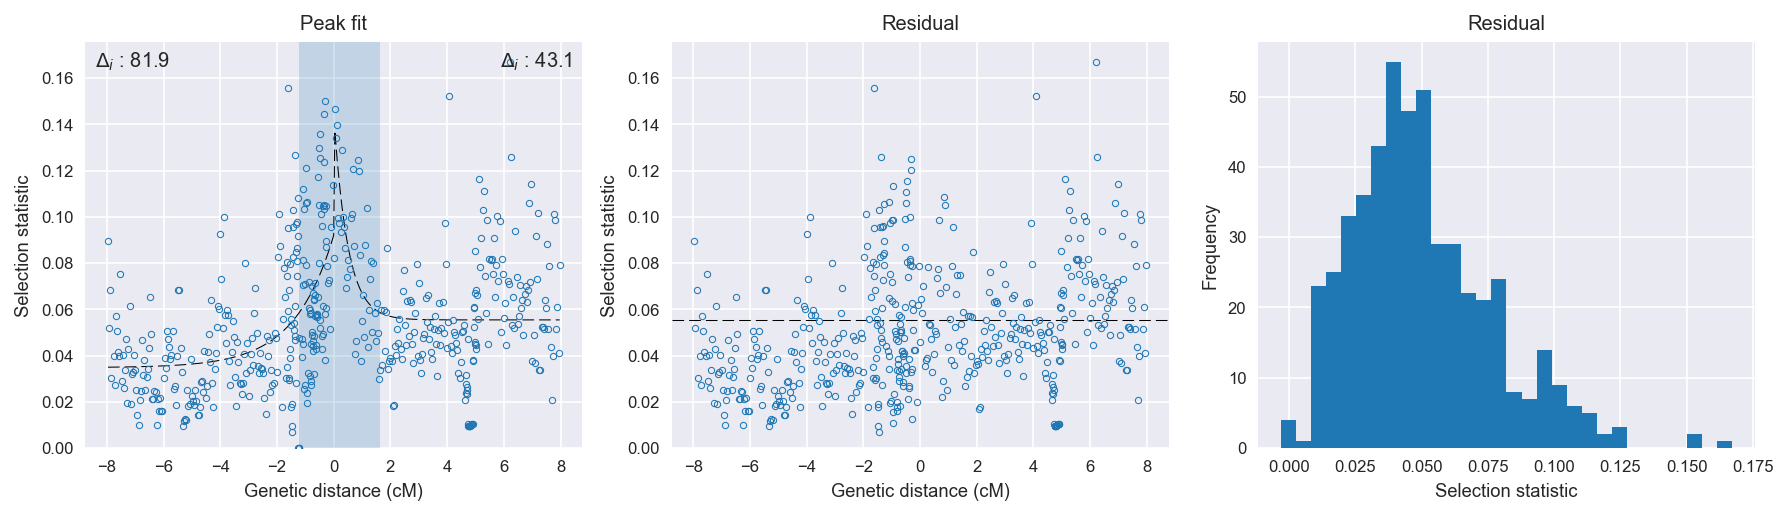 Peak fit
Δi : 81.9
Δi : 43.1
Selection statistic
0.16
0.14
0.12
0.10
0.08
0.06
0.04
0.02
0.00
−8 −6 −4 −2 0 2 4 6 8
Genetic distance (cM)
Residual
Selection statistic
0.16
0.14
0.12
0.10
0.08
0.06
0.04
0.02
0.00
−8 −6 −4 −2 0 2 4 6 8
Genetic distance (cM)
Residual
Frequency
50
40
30
20
10
0
0.000 0.025 0.050 0.075 0.100 0.125 0.150 0.175
Selection statistic